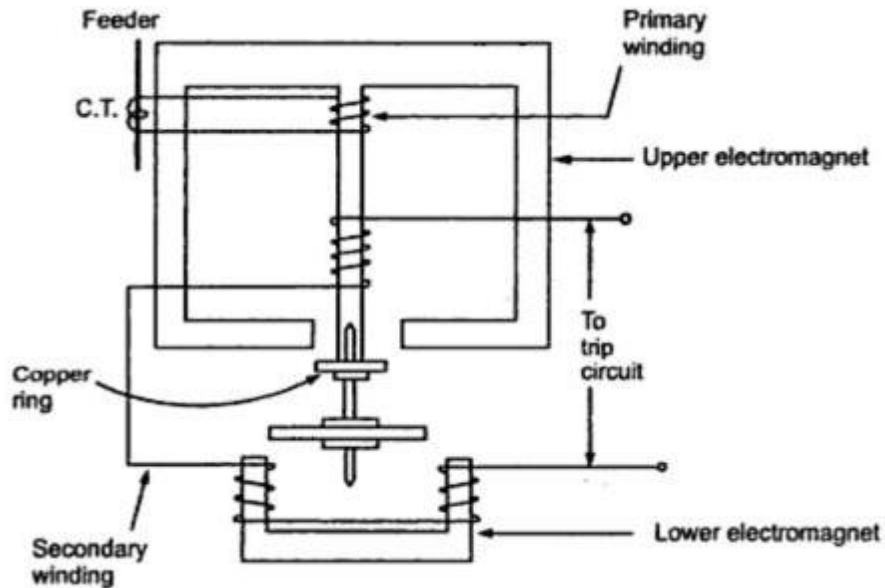 Feeder
Primary
winding
C.T.
Upper electromagnet
To
trip
circuit
Copper
ring
Secondary
winding
Lower electromagnet